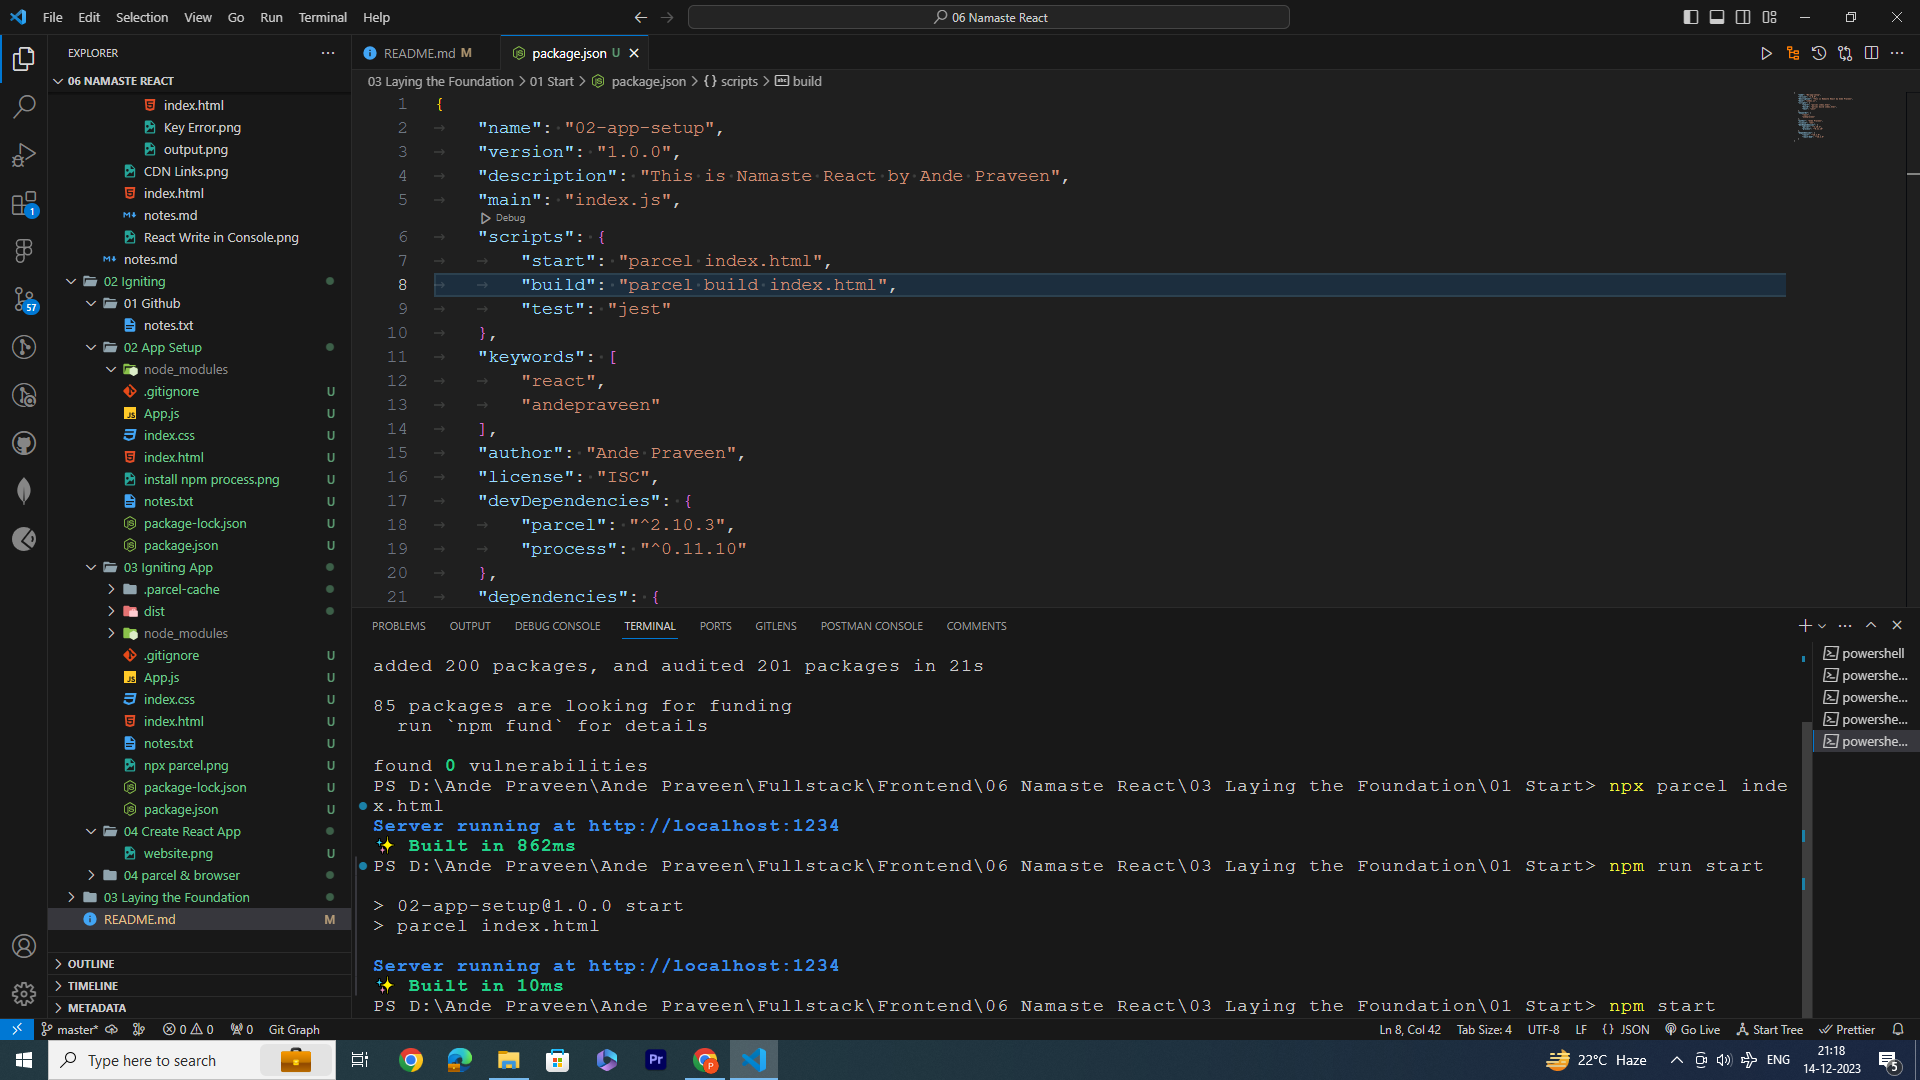 File Edit Selection View Go Run Terminal Help
06 Namaste React
EXPLORER
06 NAMASTE REACT
index.html
Key Error.png
output.png
CDN Links.png
index.html
notes.md
React Write in Console.png
notes.md
02 Igniting
01 Github
notes.txt
02 App Setup
node_modules
.gitignore U
App.js U
index.css U
index.html U
install npm process.png U
notes.txt U
package-lock.json U
package.json U
03 Igniting App
.parcel-cache
dist
node_modules
.gitignore U
App.js U
index.css U
index.html U
notes.txt U
npx parcel.png U
package-lock.json U
package.json U
04 Create React App
website.png U
04 parcel & browser
03 Laying the Foundation
README.md M
OUTLINE
TIMELINE
METADATA
1
57
README.md M
package.json U
03 Laying the Foundation > 01 Start > package.json > {} scripts > build
1 {
2 "name": "02-app-setup",
3 "version": "1.0.0",
4 "description": "This is Namaste React by Ande Praveen",
5 "main": "index.js",
Debug
6 "scripts": {
7 "start": "parcel index.html",
8 "build": "parcel build index.html",
9 "test": "jest"
10 },
11 "keywords": [
12 "react",
13 "andepraveen"
14 ],
15 "author": "Ande Praveen",
16 "license": "ISC",
17 "devDependencies": {
18 "parcel": "^2.10.3",
19 "process": "^0.11.10"
20 },
21 "dependencies": {
PROBLEMS OUTPUT DEBUG CONSOLE TERMINAL PORTS GITLENS POSTMAN CONSOLE COMMENTS
added 200 packages, and audited 201 packages in 21s
85 packages are looking for funding
run `npm fund` for details
found 0 vulnerabilities
PS D:\Ande Praveen\Ande Praveen\Fullstack\Frontend\06 Namaste React\03 Laying the Foundation\01 Start> npx parcel inde
x.html
Server running at http://localhost:1234
✨ Built in 862ms
PS D:\Ande Praveen\Ande Praveen\Fullstack\Frontend\06 Namaste React\03 Laying the Foundation\01 Start> npm run start
> 02-app-setup@1.0.0 start
> parcel index.html
Server running at http://localhost:1234
✨ Built in 10ms
PS D:\Ande Praveen\Ande Praveen\Fullstack\Frontend\06 Namaste React\03 Laying the Foundation\01 Start> npm start
powershell
powershe...
powershe...
powershe...
powershe...
master* 0 0 0 Git Graph
Ln 8, Col 42 Tab Size: 4 UTF-8 LF {} JSON Go Live Start Tree Prettier
Type here to search
Pr
P
22°C Haze
ENG
21:18
14-12-2023
5